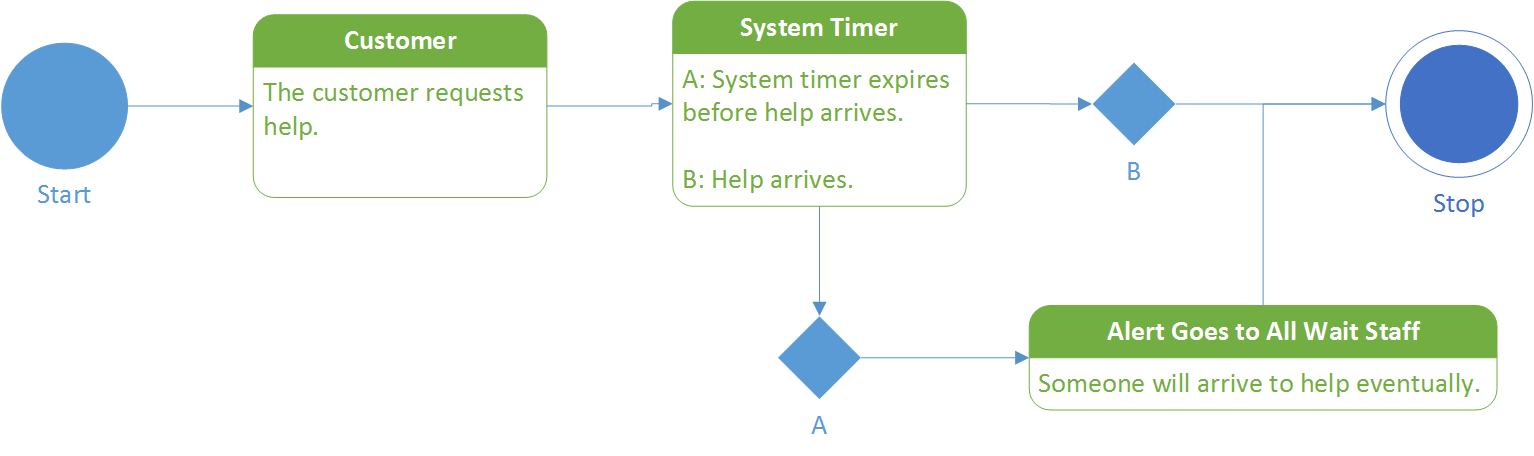 Start
Customer
The customer requests
help.
System Timer
A: System timer expires
before help arrives.
B: Help arrives.
B
Stop
A
Alert Goes to All Wait Staff
Someone will arrive to help eventually.